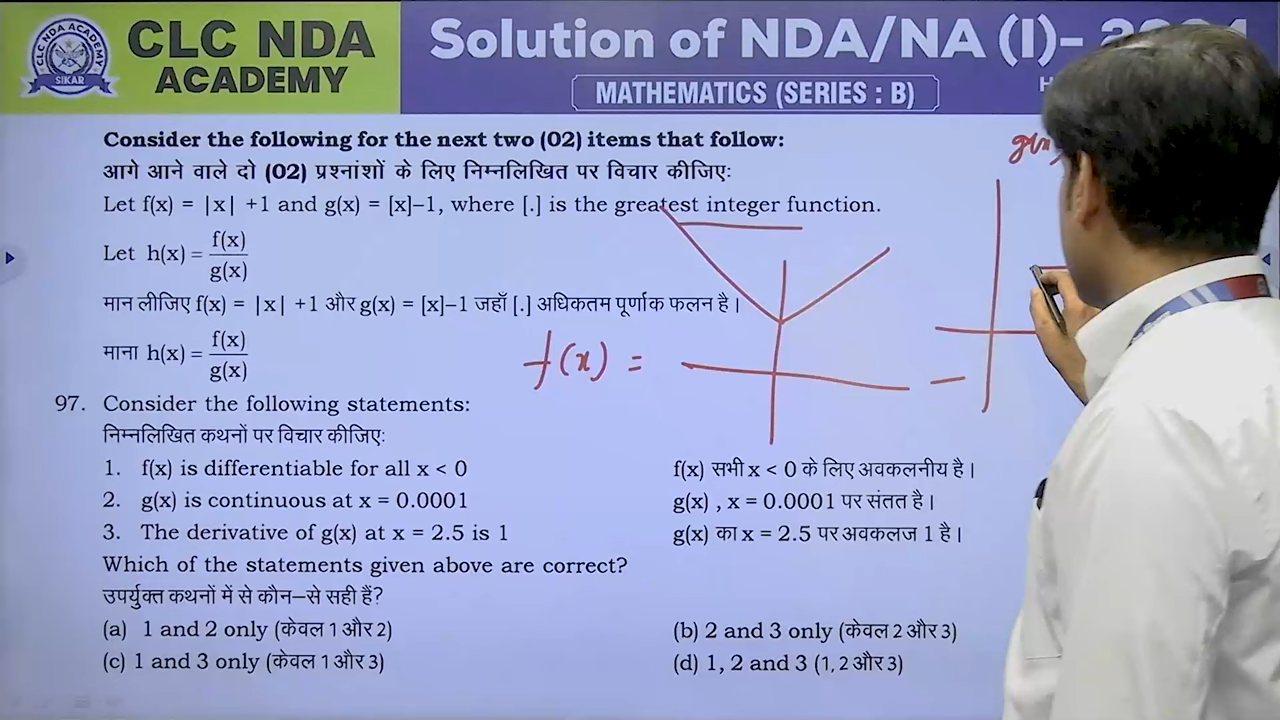 CLC NDA ACADEMY
SIKAR
CLC NDA
ACADEMY
Solution of NDA/NA (I)-
MATHEMATICS (SERIES : B)
Consider the following for the next two (02) items that follow:
आगे आने वाले दो (02) प्रश्नांशों के लिए निम्नलिखित पर विचार कीजिए:
Let f(x) = |x| +1 and g(x) = [x]–1, where [.] is the greatest integer function.
Let h(x) = f(x)/g(x)
मान लीजिए f(x) = |x| +1 और g(x) = [x]–1 जहाँ [.] अधिकतम पूर्णाक फलन है।
माना h(x) = f(x)/g(x)
f(x) =
g(x)
97. Consider the following statements:
निम्नलिखित कथनों पर विचार कीजिए:
1. f(x) is differentiable for all x < 0
f(x) सभी x < 0 के लिए अवकलनीय है।
2. g(x) is continuous at x = 0.0001
g(x) , x = 0.0001 पर संतत है।
3. The derivative of g(x) at x = 2.5 is 1
g(x) का x = 2.5 पर अवकलज 1 है।
Which of the statements given above are correct?
उपर्युक्त कथनों में से कौन–से सही हैं?
(a) 1 and 2 only (केवल 1 और 2)
(b) 2 and 3 only (केवल 2 और 3)
(c) 1 and 3 only (केवल 1 और 3)
(d) 1, 2 and 3 (1, 2 और 3)